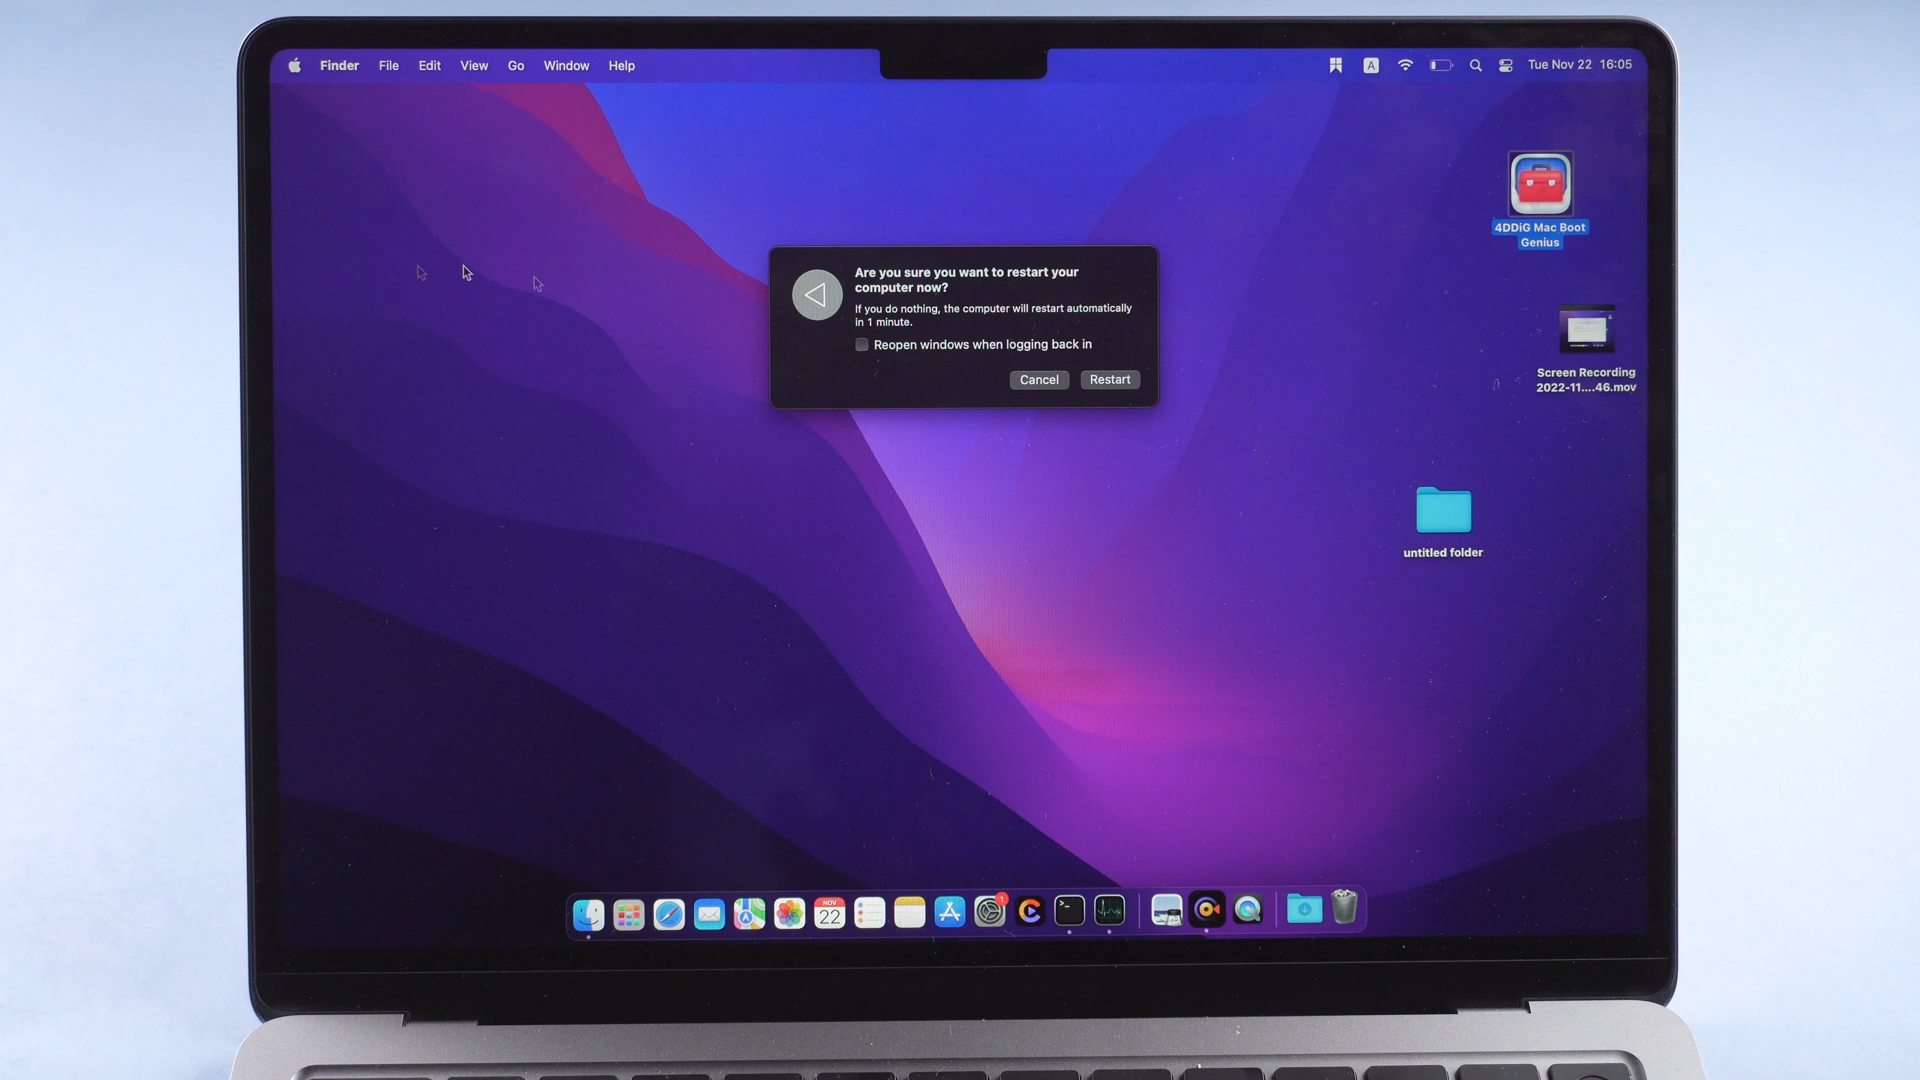 Finder File Edit View Go Window Help
A
Tue Nov 22 16:05
4DDiG Mac Boot
Genius
Are you sure you want to restart your
computer now?
If you do nothing, the computer will restart automatically
in 1 minute.
Reopen windows when logging back in
Cancel Restart
Screen Recording
2022-11....46.mov
untitled folder
NOV
22
1